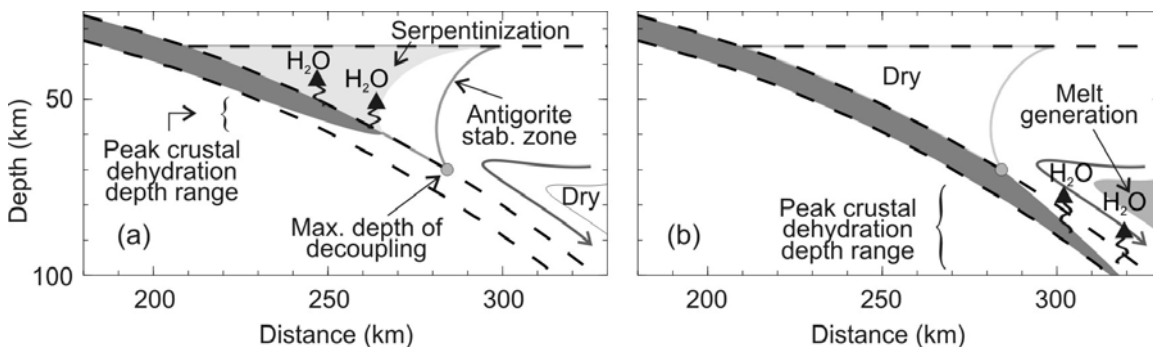 Serpentinization
H₂O
H₂O
50
Antigorite
stab. zone
Peak crustal
dehydration
depth range
Dry
Max. depth of
decoupling
(a)
100
200
250
300
Depth (km)
Distance (km)
Dry
Melt
generation
H₂O
H₂O
Peak crustal
dehydration
depth range
(b)
200
250
300
Distance (km)